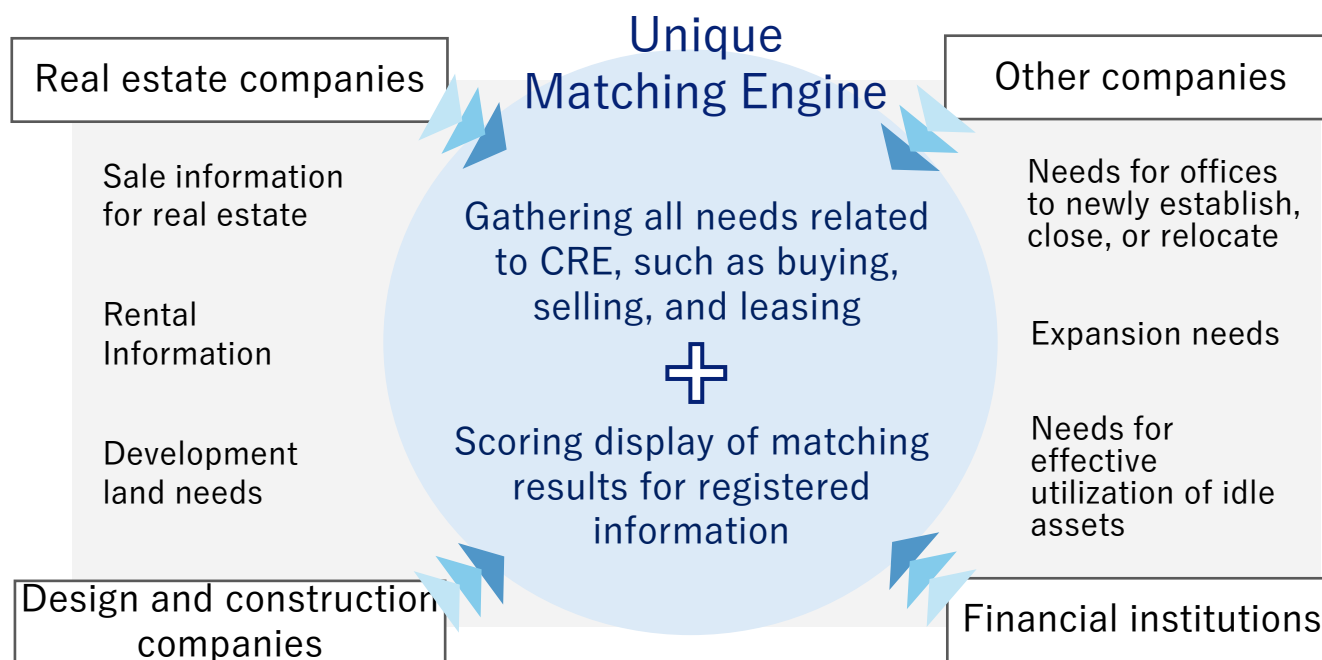 Unique
Matching Engine
Real estate companies
Sale information
for real estate
Rental
Information
Development
land needs
Design and construction
companies
Gathering all needs related
to CRE, such as buying,
selling, and leasing
Scoring display of matching
results for registered
information
Other companies
Needs for offices
to newly establish,
close, or relocate
Expansion needs
Needs for
effective
utilization of idle
assets
Financial institutions